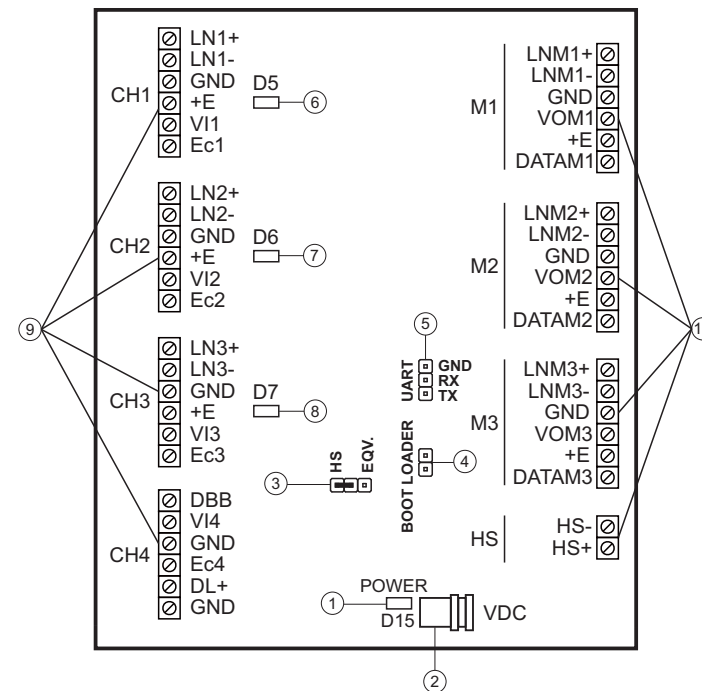 LN1+
LN1-
GND
+E
VI1
Ec1
CH1
D5
6
LN2+
LN2-
GND
+E
VI2
Ec2
CH2
D6
7
9
LN3+
LN3-
GND
+E
VI3
Ec3
CH3
D7
8
DBB
VI4
GND
Ec4
DL+
GND
CH4
3
HS
EQV.
5
UART
GND
RX
TX
BOOT LOADER
4
POWER
1
D15
VDC
2
M1
LNM1+
LNM1-
GND
VOM1
+E
DATAM1
M2
LNM2+
LNM2-
GND
VOM2
+E
DATAM2
M3
LNM3+
LNM3-
GND
VOM3
+E
DATAM3
HS
HS-
HS+